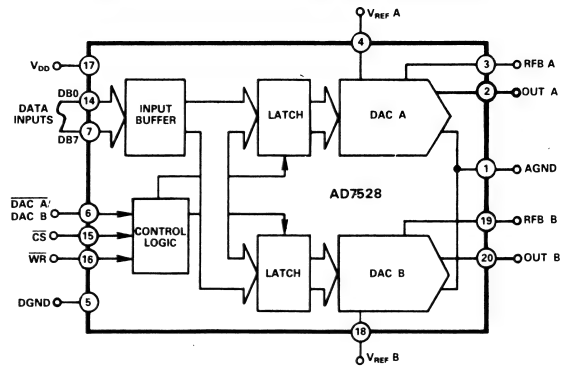 V_REF A
4
V_DD 17
3 RFB A
DB0 14
2 OUT A
DATA INPUTS
INPUT BUFFER
LATCH
DAC A
7
DB7
1 AGND
AD7528
DAC A/
DAC B 6
19 RFB B
CS 15
CONTROL LOGIC
WR 16
LATCH
DAC B
20 OUT B
DGND 5
18
V_REF B